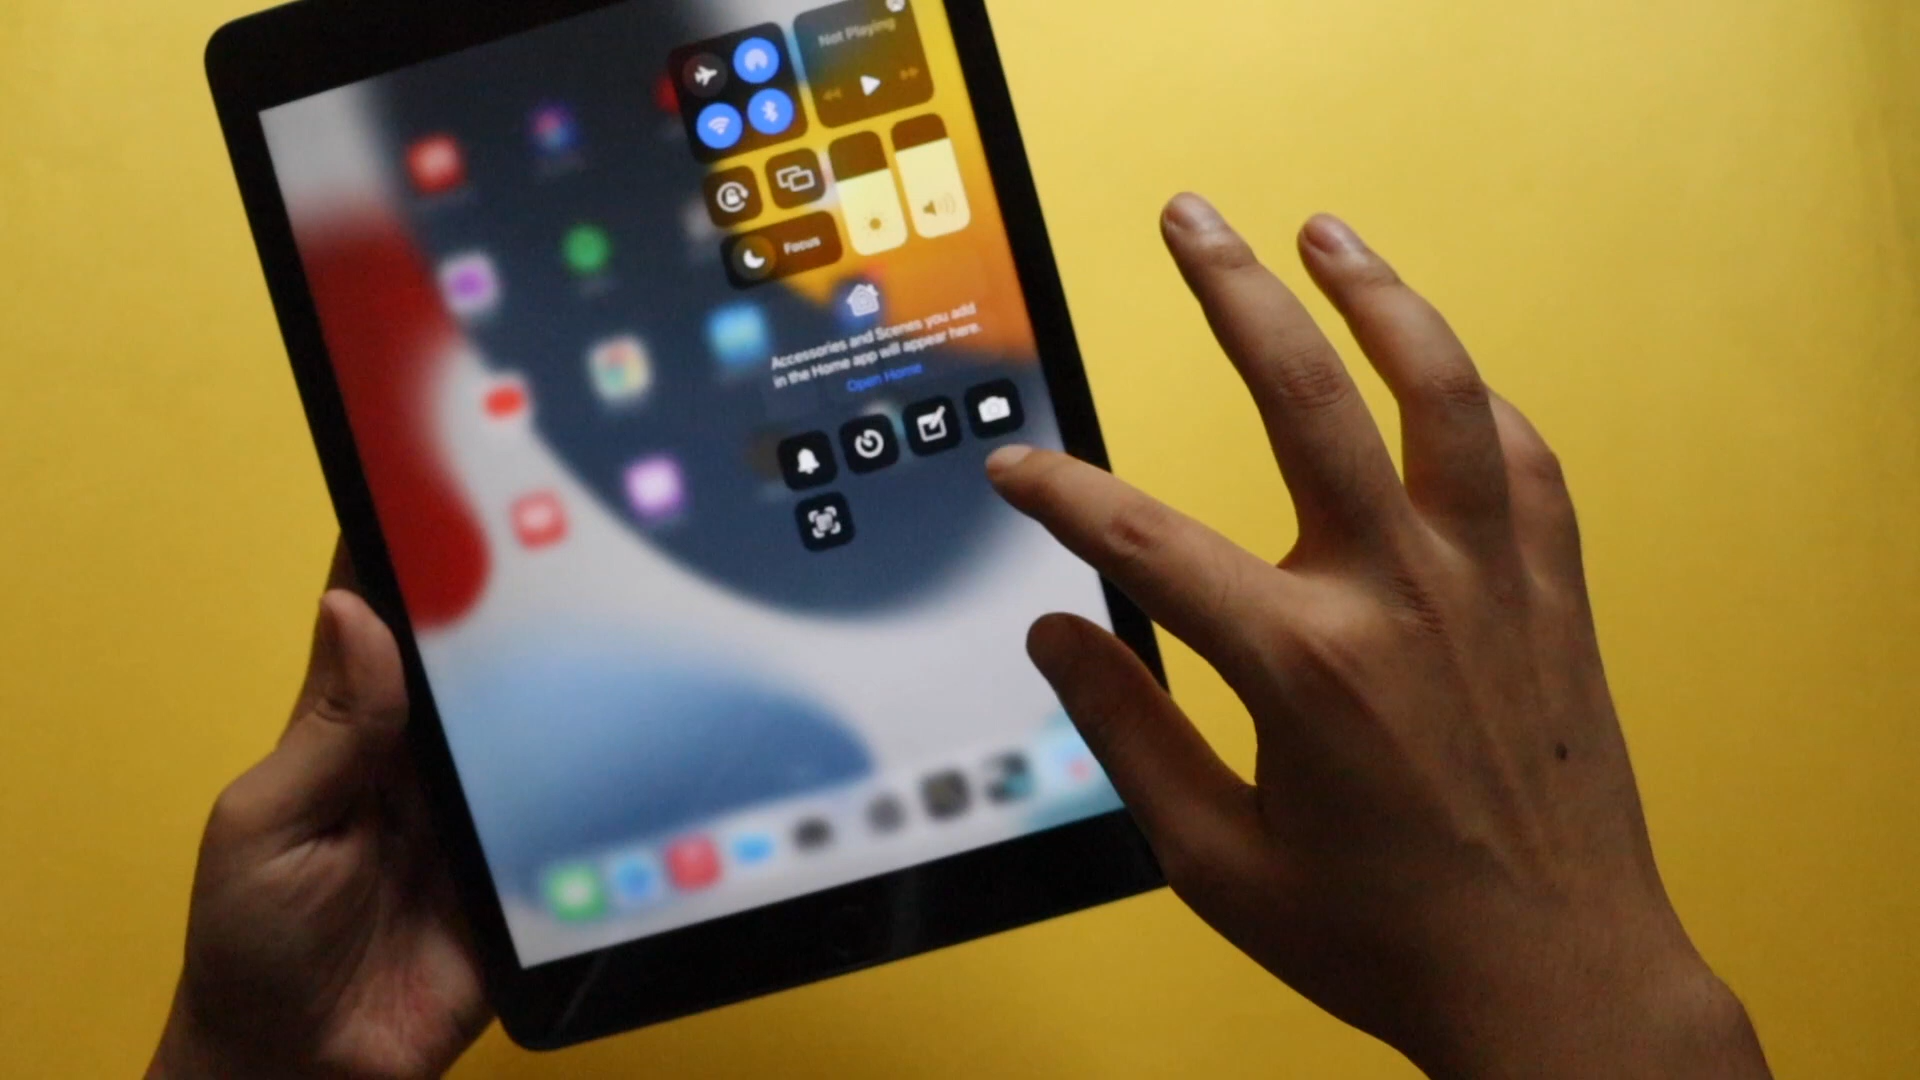 Not Playing
Focus
Accessories and Scenes you add
in the Home app will appear here.
Open Home